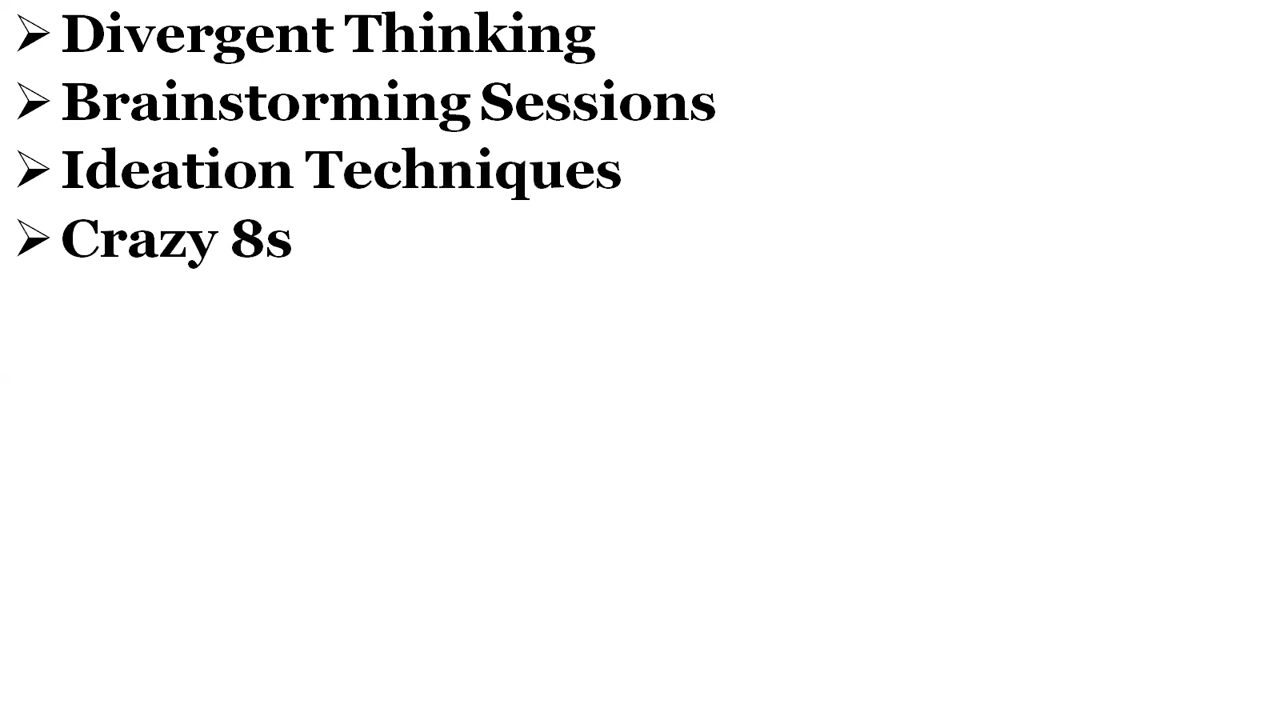 ➢ Divergent Thinking
➢ Brainstorming Sessions
➢ Ideation Techniques
➢ Crazy 8s